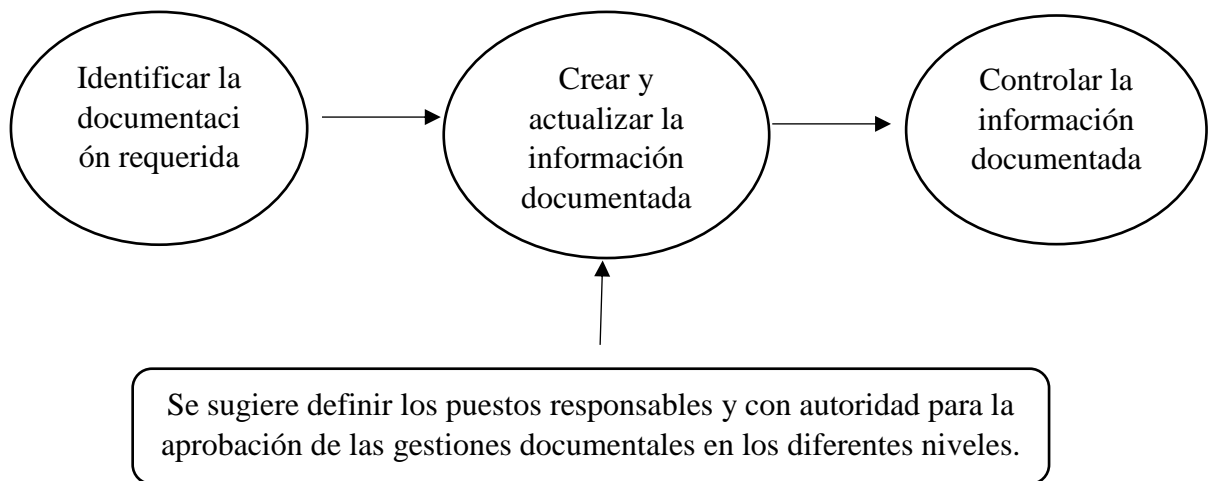 Identificar la
documentaci
ón requerida
Crear y
actualizar la
información
documentada
Controlar la
información
documentada
Se sugiere definir los puestos responsables y con autoridad para la
aprobación de las gestiones documentales en los diferentes niveles.